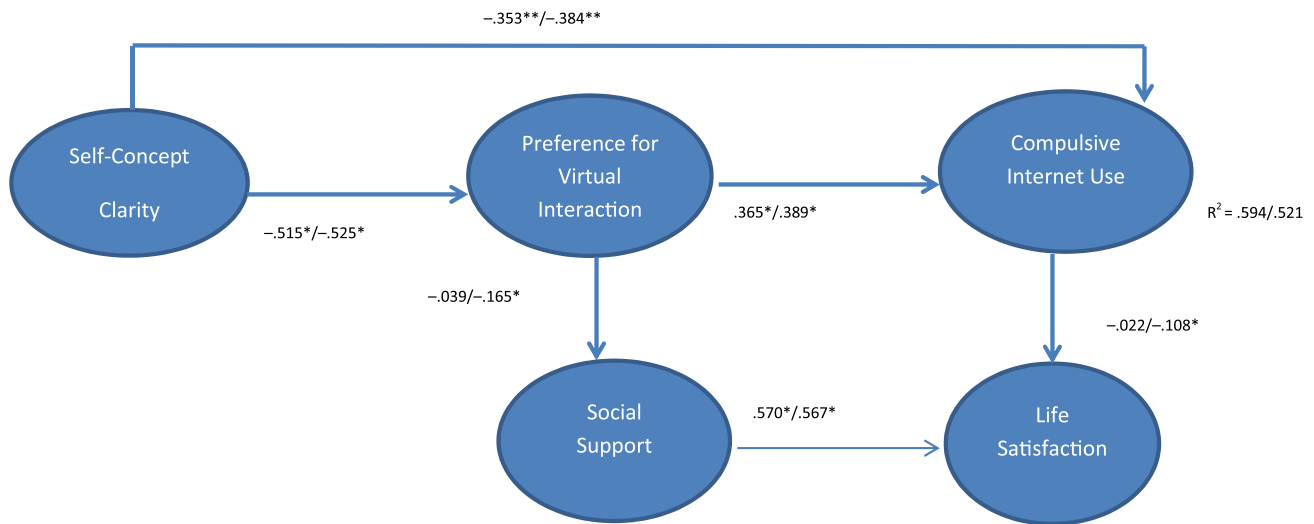 –.353**/–.384**
Self-Concept
Clarity
Preference for
Virtual
Interaction
Compulsive
Internet Use
R² = .594/.521
–.515*/–.525*
.365*/.389*
–.039/–.165*
–.022/–.108*
Social
Support
.570*/.567*
Life
Satisfaction